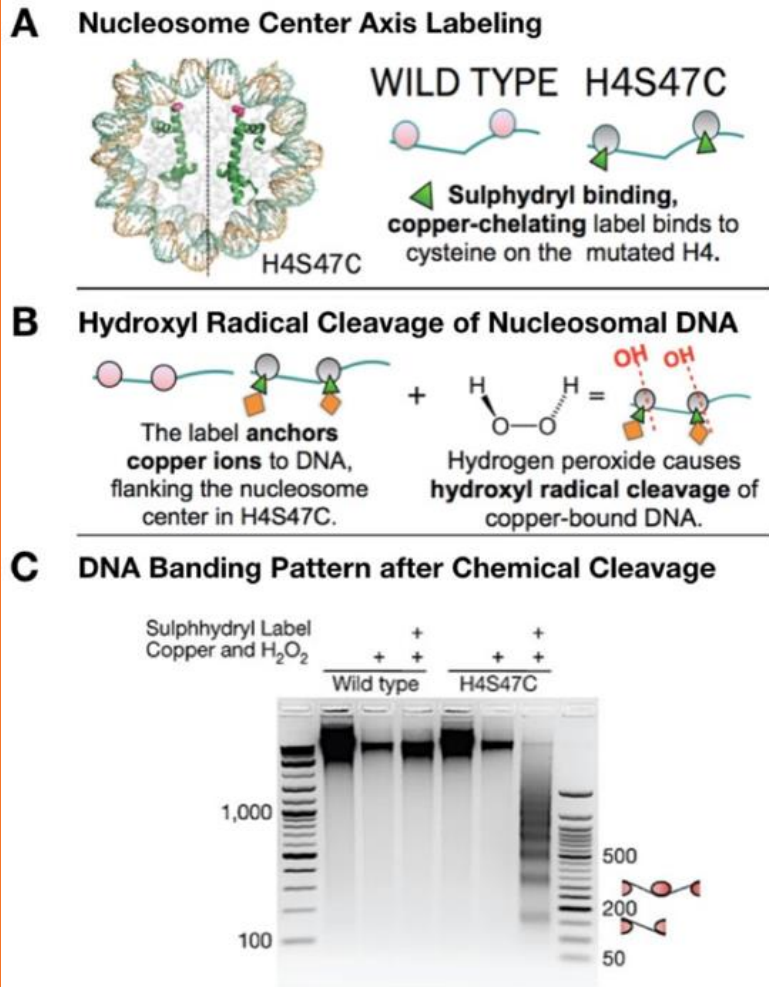 A Nucleosome Center Axis Labeling
WILD TYPE H4S47C
Sulphydryl binding,
copper-chelating label binds to
cysteine on the mutated H4.
H4S47C
B Hydroxyl Radical Cleavage of Nucleosomal DNA
OH OH
H H
+ =
O O
The label anchors
copper ions to DNA,
flanking the nucleosome
center in H4S47C.
Hydrogen peroxide causes
hydroxyl radical cleavage of
copper-bound DNA.
C DNA Banding Pattern after Chemical Cleavage
Sulphhydryl Label + +
Copper and H₂O₂ + + + +
Wild type H4S47C
1,000
500
200
100
50